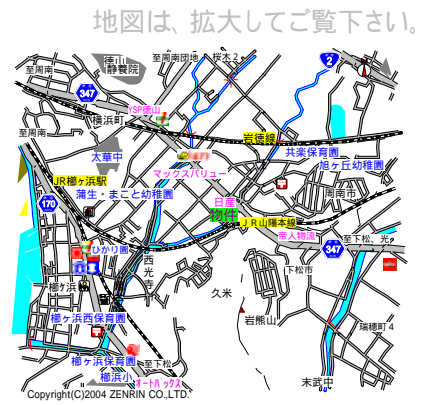 地図は、拡大してご覧下さい。
徳山
静養院
至周南団地
桜木2
至周南
2
347
YSP徳山
横浜町
至周南
岩徳線
太華中
共楽保育園
旭ヶ丘幼稚園
マックスバリュー
JR櫛ヶ浜駅
蒲生・まこと幼稚園
周南市
170
日産
物件
JR山陽本線
帝人物流
至下松、光
347
ひかり園
西光寺
下松市
櫛ケ浜
久米
岩熊山
櫛ヶ浜西保育園
瑞穂町4
櫛ヶ浜保育園
櫛浜小
至下松
オートバックス
末武中
Copyright(C)2004 ZENRIN CO.,LTD.